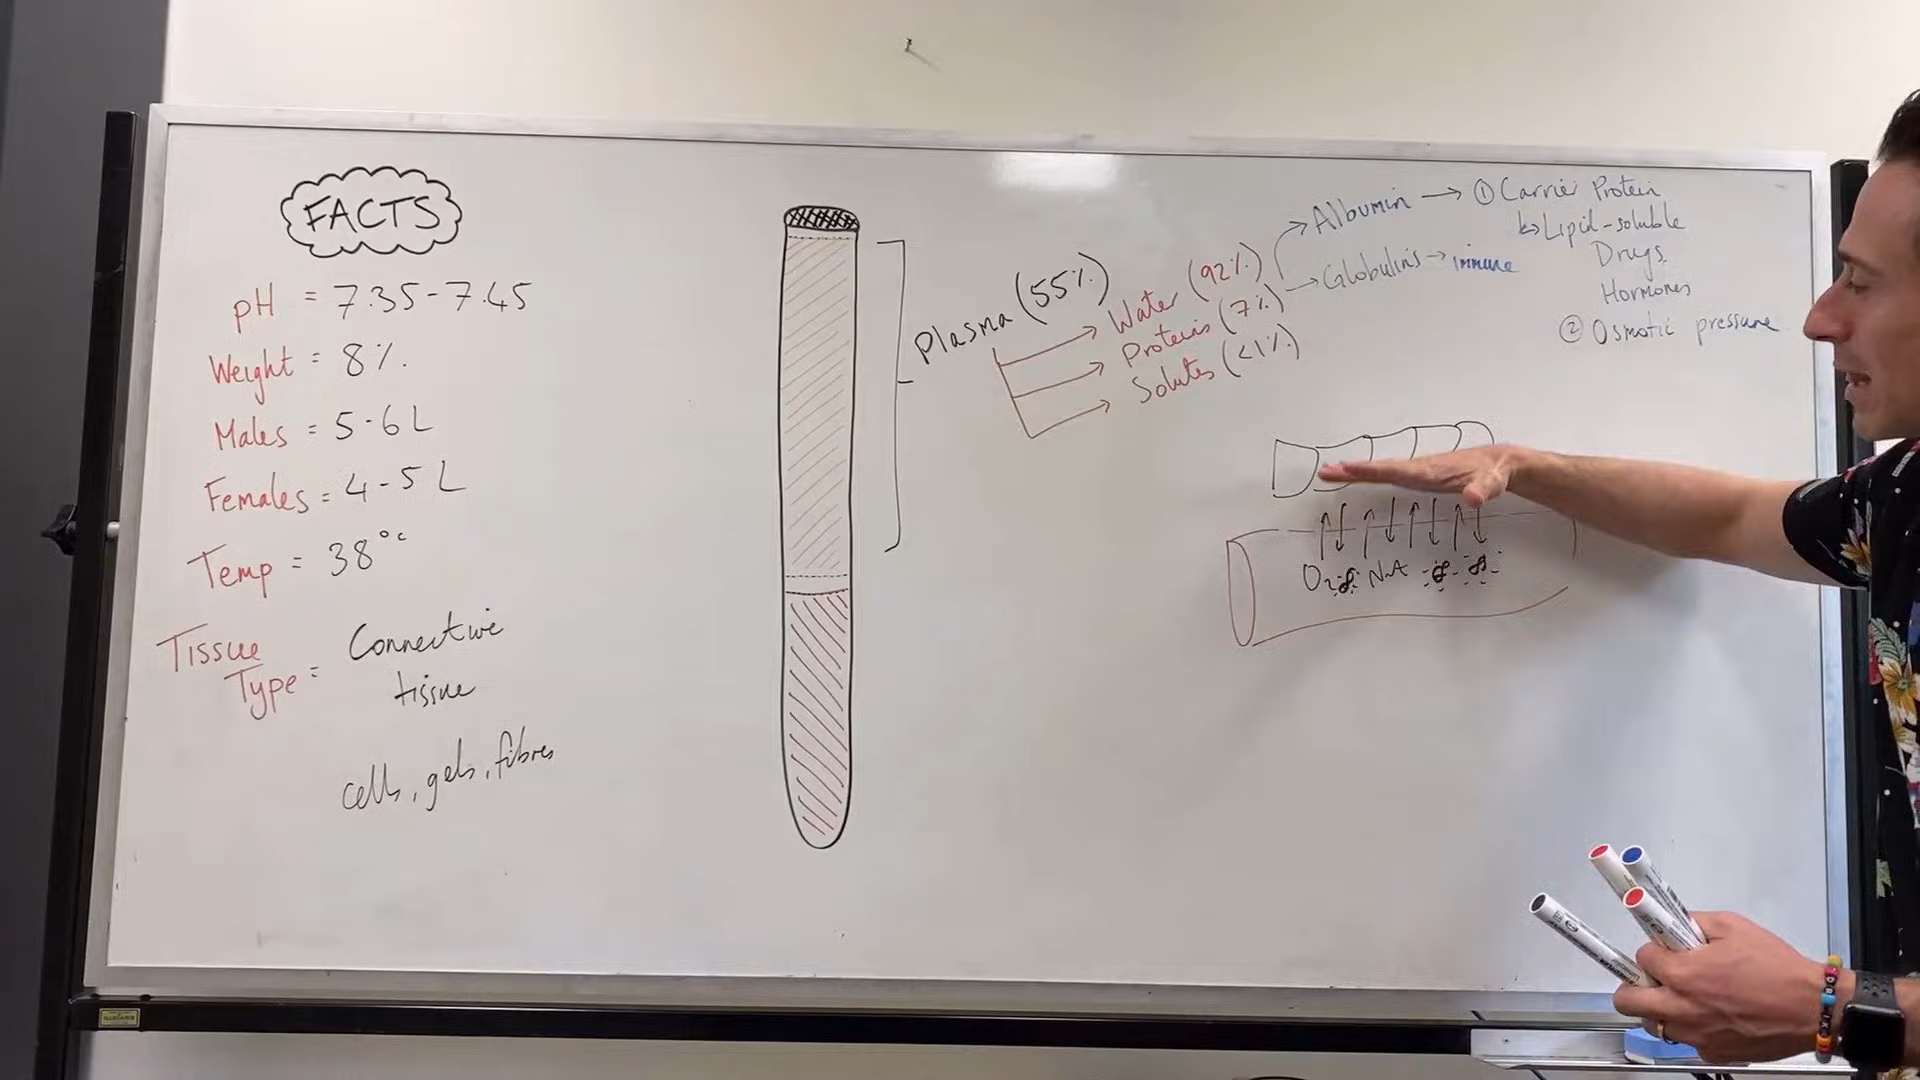 FACTS
pH = 7.35-7.45
Weight = 8%.
Males = 5-6L
Females = 4-5L
Temp = 38°c
Tissue Type = Connective tissue
cells, gels, fibres
Plasma (55%)
Water (92%)
Proteins (7%)
Solutes (<1%)
Albumin → ① Carrier Protein
↳ Lipid-soluble
Drugs
Hormones
② Osmotic pressure
Globulins → immune
O2 NA